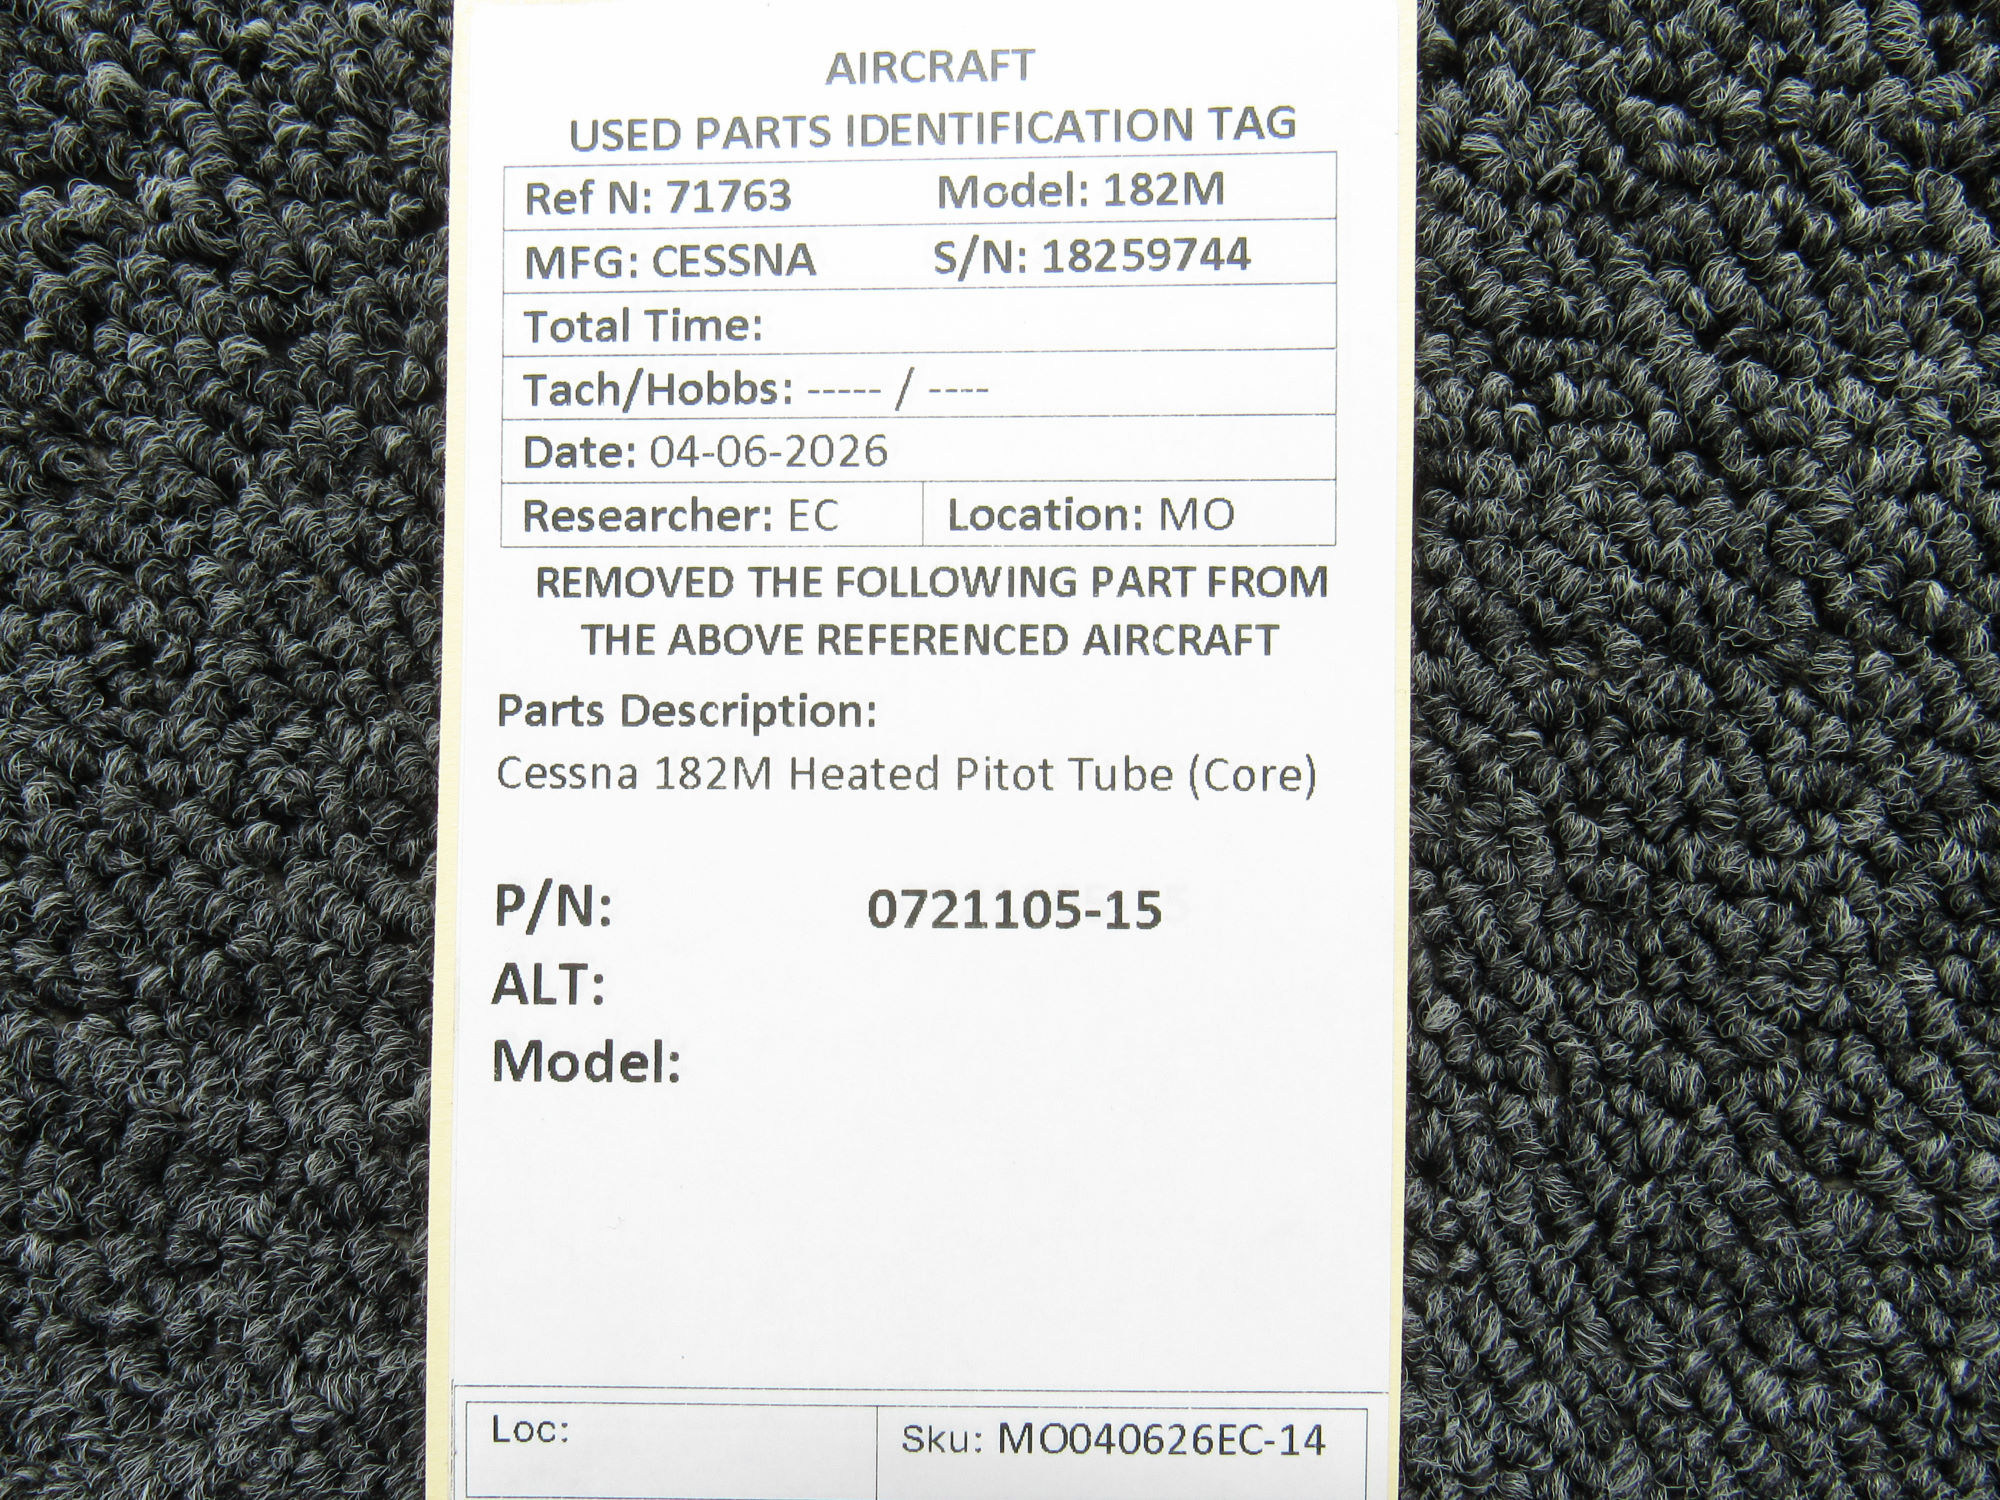 AIRCRAFT
USED PARTS IDENTIFICATION TAG
Ref N: 71763 Model: 182M
MFG: CESSNA S/N: 18259744
Total Time:
Tach/Hobbs: ----- / ----
Date: 04-06-2026
Researcher: EC Location: MO
REMOVED THE FOLLOWING PART FROM
THE ABOVE REFERENCED AIRCRAFT
Parts Description:
Cessna 182M Heated Pitot Tube (Core)
P/N: 0721105-15
ALT:
Model:
Loc: Sku: MO040626EC-14